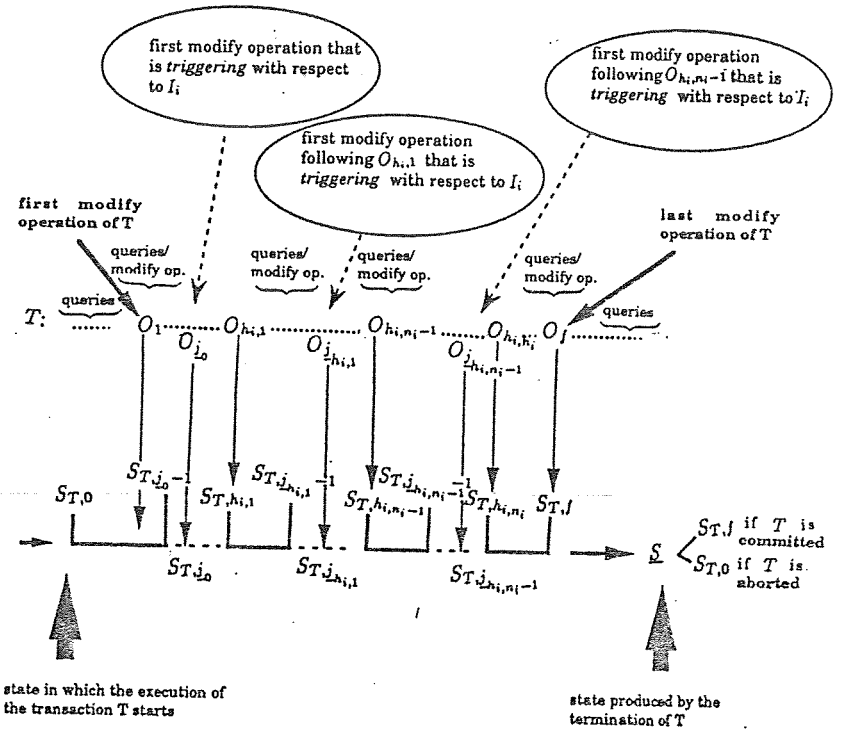 first modify operation that
is triggering with respect
to I_i
first modify operation
following O_{h_i,1} that is
triggering with respect to I_i
first modify operation
following O_{h_i,n_i-1} that is
triggering with respect to I_i
first modify
operation of T
last modify
operation of T
queries/
modify op.
queries/
modify op.
queries/
modify op.
queries/
modify op.
queries
queries
T: ...... O_1 ...... O_{j_0} O_{h_i,1} ...... O_{j_{h_i,1}} O_{h_i,n_i-1} ...... O_{j_{h_i,n_i-1}} O_{h_i,n_i} O_f ......
S_{T,0} S_{T,j_0-1} S_{T,h_i,1} S_{T,j_{h_i,1}-1} S_{T,h_i,n_i-1} S_{T,j_{h_i,n_i-1}-1} S_{T,h_i,n_i} S_{T,f}
S_{T,j_0} S_{T,j_{h_i,1}} S_{T,j_{h_i,n_i-1}}
S
S_{T,f} if T is
committed
S_{T,0} if T is
aborted
state in which the execution of
the transaction T starts
state produced by the
termination of T